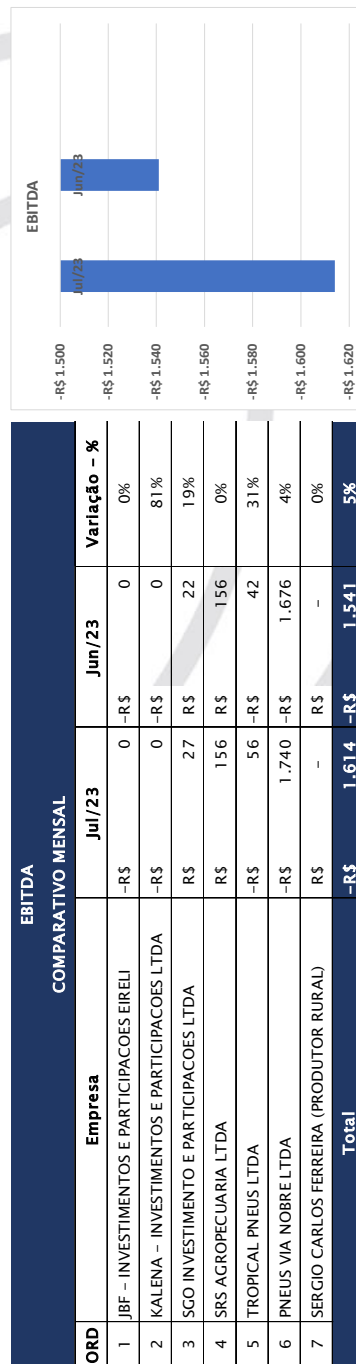 EBITDA
COMPARATIVO MENSAL
ORD Empresa Jul/23 Jun/23 Variação - %
1 JBF - INVESTIMENTOS E PARTICIPACOES EIRELI -R$ 0 -R$ 0 0%
2 KALENA - INVESTIMENTOS E PARTICIPACOES LTDA -R$ 0 -R$ 0 81%
3 SGO INVESTIMENTO E PARTICIPACOES LTDA R$ 27 R$ 22 19%
4 SRS AGROPECUARIA LTDA R$ 156 R$ 156 0%
5 TROPICAL PNEUS LTDA -R$ 56 -R$ 42 31%
6 PNEUS VIA NOBRE LTDA -R$ 1.740 -R$ 1.676 4%
7 SERGIO CARLOS FERREIRA (PRODUTOR RURAL) R$ - R$ - 0%
Total -R$ 1.614 -R$ 1.541 5%
EBITDA
-R$ 1.500
-R$ 1.520
-R$ 1.540
-R$ 1.560
-R$ 1.580
-R$ 1.600
-R$ 1.620
Jul/23 Jun/23